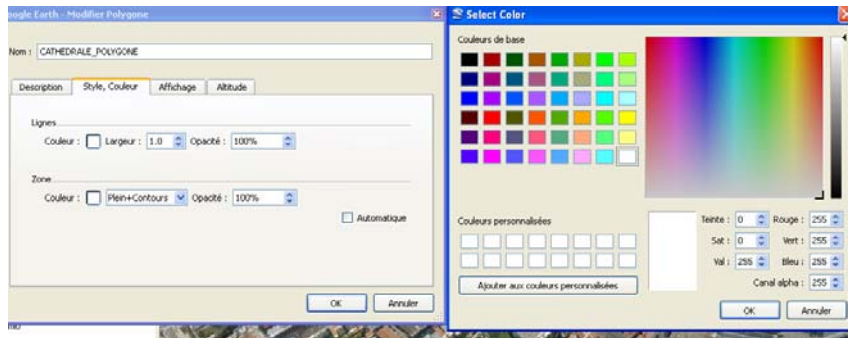 oogle Earth - Modifier Polygone
Nom : CATHEDRALE_POLYGONE
Description Style, Couleur Affichage Altitude
Lignes
Couleur : Largeur : 1.0 Opacité : 100%
Zone
Couleur : Plein+Contours Opacité : 100%
Automatique
OK Annuler
Select Color
Couleurs de base
Couleurs personnalisées
Teinte : 0 Rouge : 255
Sat : 0 Vert : 255
Val : 255 Bleu : 255
Canal alpha : 255
Ajouter aux couleurs personnalisées
OK Annuler